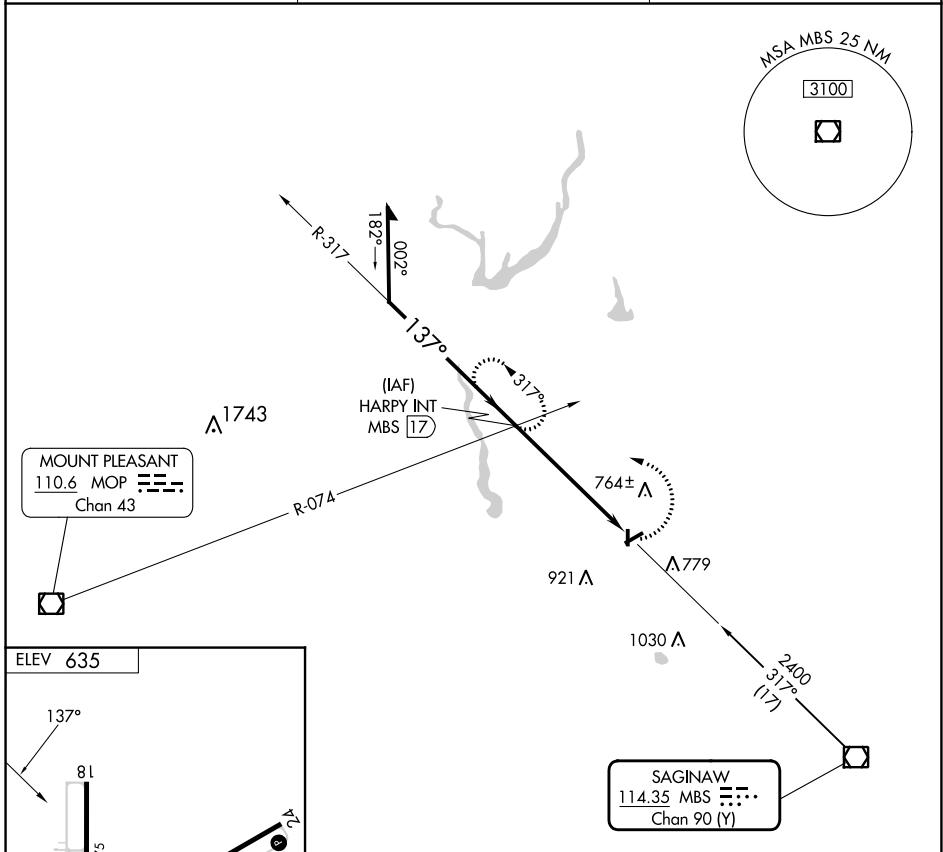 MSA MBS 25 NM
3100
R-317
182°
002°
137°
317°
(IAF)
HARPY INT
MBS 17
1743
MOUNT PLEASANT
110.6 MOP
Chan 43
R-074
764±
921
779
1030
2400
317°
(17)
SAGINAW
114.35 MBS
Chan 90 (Y)
ELEV 635
137°
18
24
P